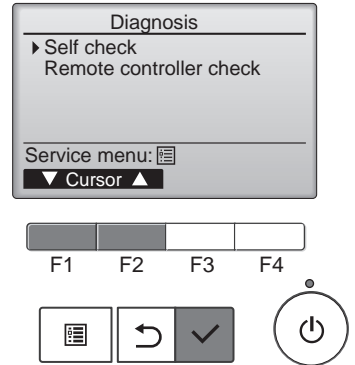 Diagnosis
Self check
Remote controller check
Service menu:
▼ Cursor ▲
F1 F2 F3 F4